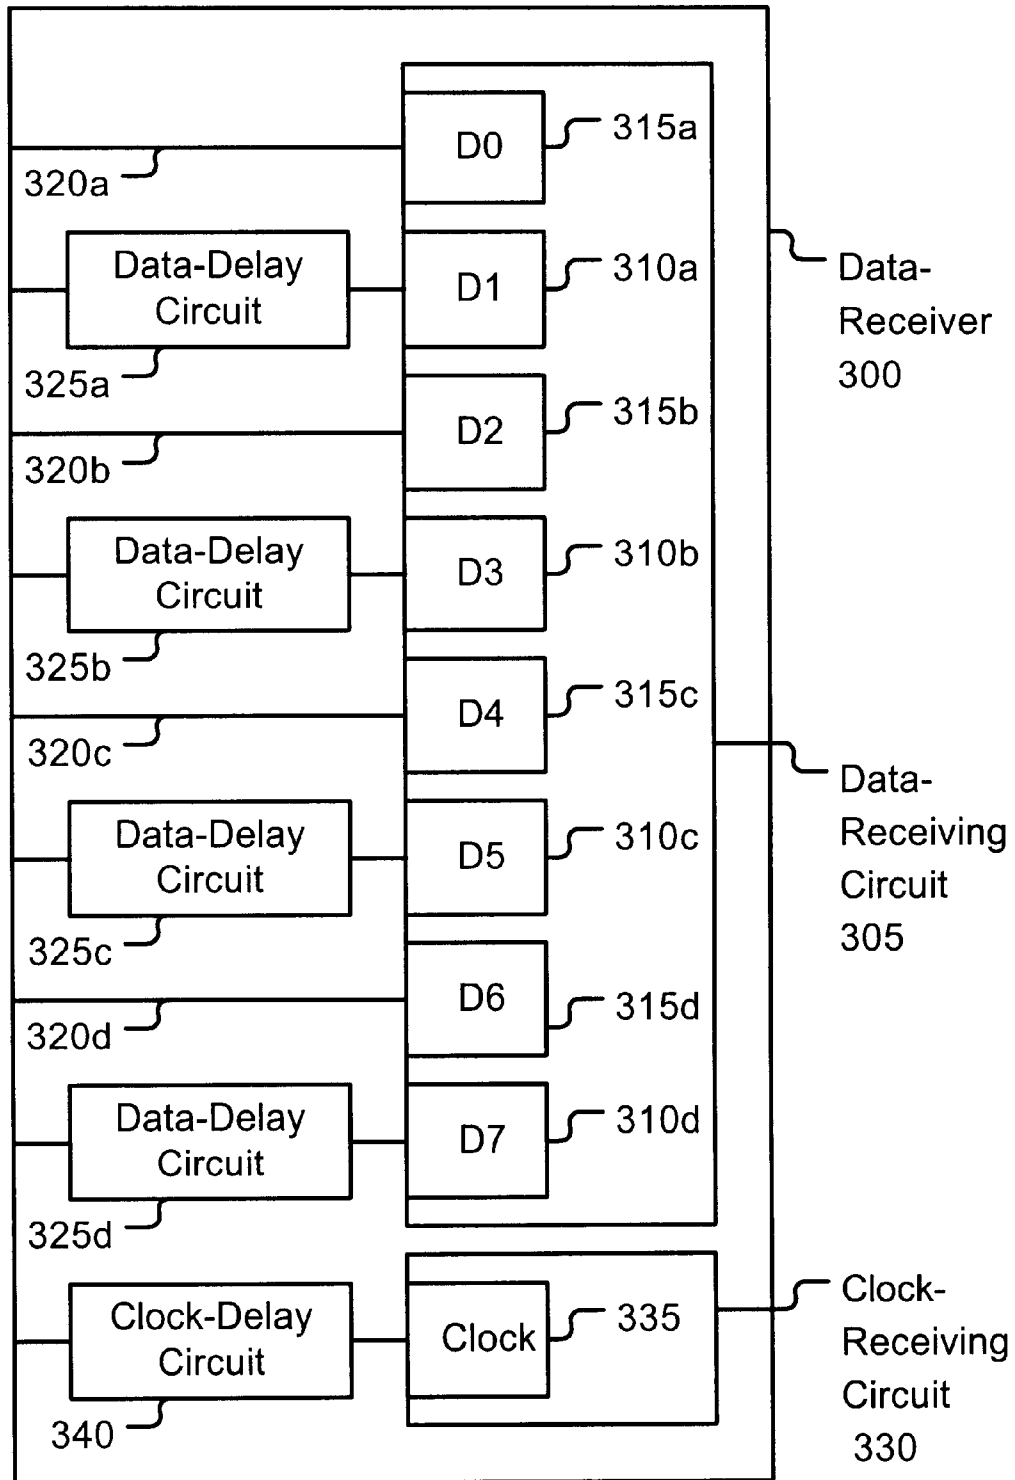 D0
315a
320a
Data-Delay
Circuit
D1
310a
Data-
Receiver
300
325a
D2
315b
320b
Data-Delay
Circuit
D3
310b
325b
D4
315c
320c
Data-
Receiving
Circuit
305
Data-Delay
Circuit
D5
310c
325c
D6
315d
320d
Data-Delay
Circuit
D7
310d
325d
Clock-Delay
Circuit
Clock
335
Clock-
Receiving
Circuit
330
340